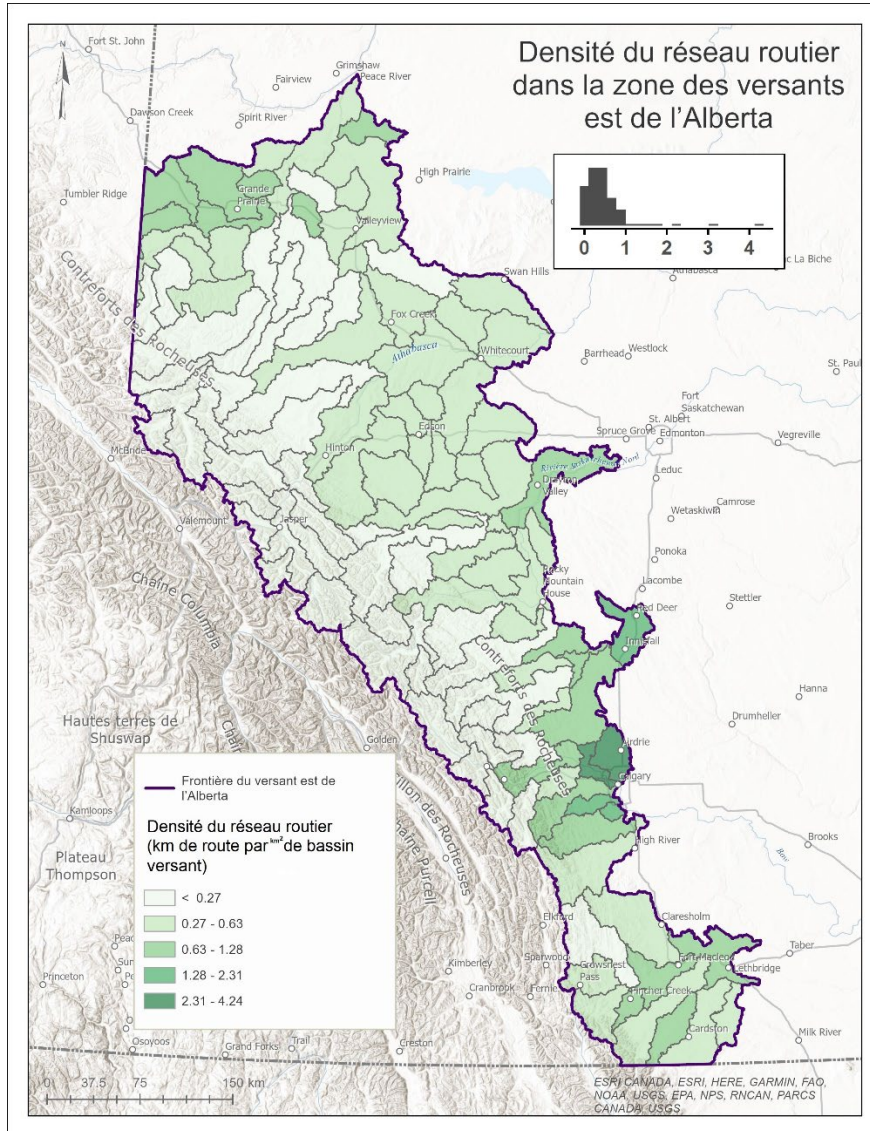 Densité du réseau routier
dans la zone des versants
est de l'Alberta
0 1 2 3 4
N
Fort St. John
Grimshaw
Peace River
Fairview
Dawson Creek
Spirit River
High Prairie
Tumbler Ridge
Grande
Prairie
Valleyview
Lac La Biche
Athabasca
Swan Hills
Contreforts des Rocheuses
Fox Creek
Athabasca
Whitecourt
Barrhead
Westlock
St. Paul
Fort
Saskatchewan
St. Albert
Spruce Grove
Edmonton
Vegreville
Edson
Hinton
McBride
Rivière Saskatchewan Nord
Leduc
Drayton
Valley
Camrose
Wetaskiwin
Jasper
Valemount
Ponoka
Rocky
Mountain
House
Lacombe
Stettler
Red Deer
Chaîne Columbia
Innisfail
Contreforts des Rocheuses
Hanna
Drumheller
Hautes terres de
Shuswap
Golden
Airdrie
Calgary
Kamloops
Sillon des Rocheuses
Chaîne Purcell
High River
Brooks
Bow
Plateau
Thompson
Frontière du versant est de
l'Alberta
Densité du réseau routier
(km de route par km² de bassin
versant)
< 0.27
0.27 - 0.63
0.63 - 1.28
1.28 - 2.31
2.31 - 4.24
Elkford
Claresholm
Sparwood
Crowsnest
Pass
Fort Macleod
Taber
Lethbridge
Kimberley
Cranbrook
Fernie
Pincher Creek
Princeton
Cardston
Milk River
Osoyoos
Grand Forks
Trail
Creston
0 37.5 75 150 km
ESRI CANADA, ESRI, HERE, GARMIN, FAO,
NOAA, USGS, EPA, NPS, RNCAN, PARCS
CANADA, USGS